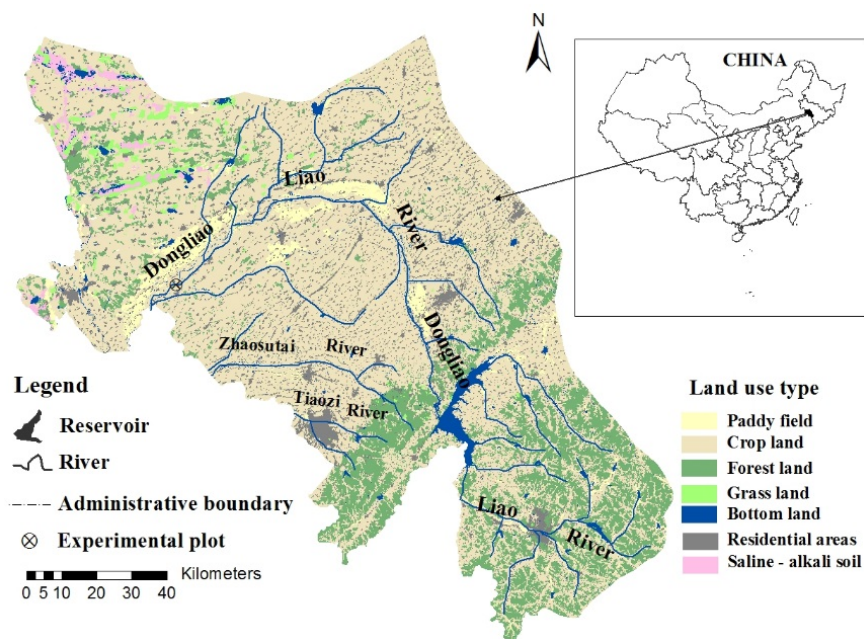 N
CHINA
Liao
River
Dongliao
Dongliao
Zhaosutai River
Tiaozi River
Liao
River
Legend
Reservoir
River
Administrative boundary
Experimental plot
Kilometers
0 5 10 20 30 40
Land use type
Paddy field
Crop land
Forest land
Grass land
Bottom land
Residential areas
Saline - alkali soil